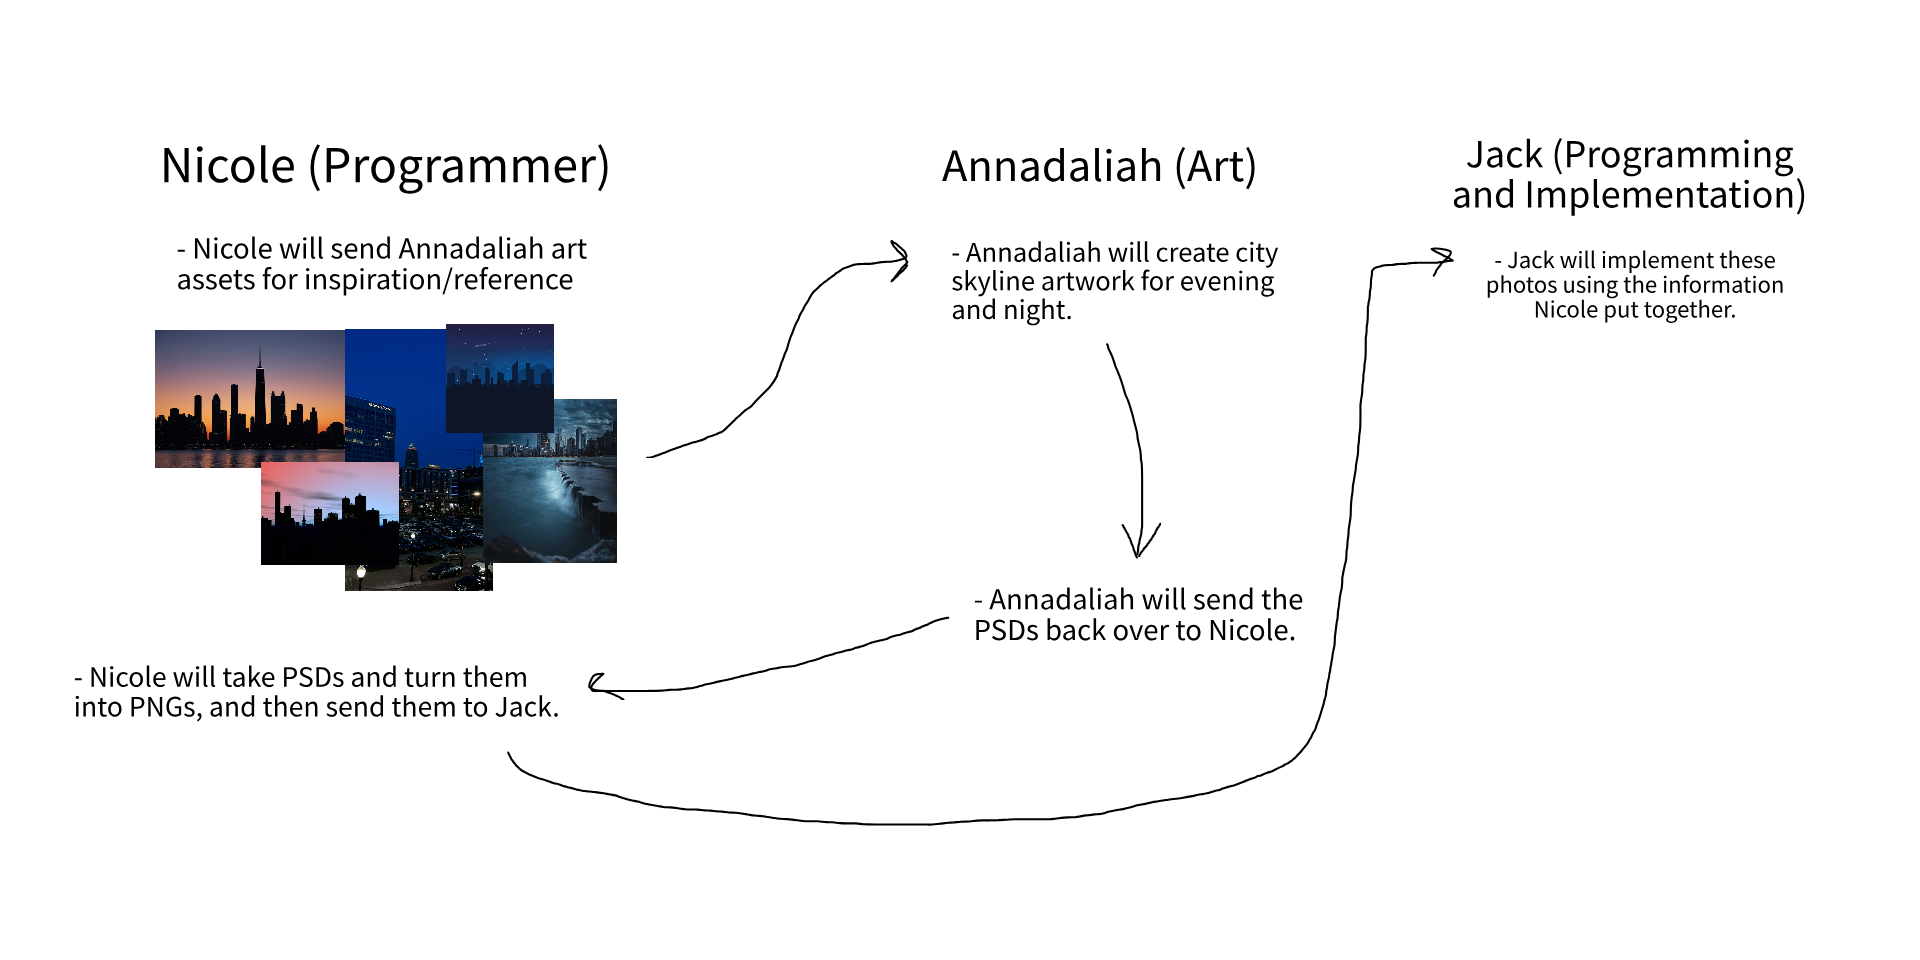 Nicole (Programmer)
- Nicole will send Annadaliah art
assets for inspiration/reference
- Nicole will take PSDs and turn them
into PNGs, and then send them to Jack.
Annadaliah (Art)
- Annadaliah will create city
skyline artwork for evening
and night.
- Annadaliah will send the
PSDs back over to Nicole.
Jack (Programming
and Implementation)
- Jack will implement these
photos using the information
Nicole put together.